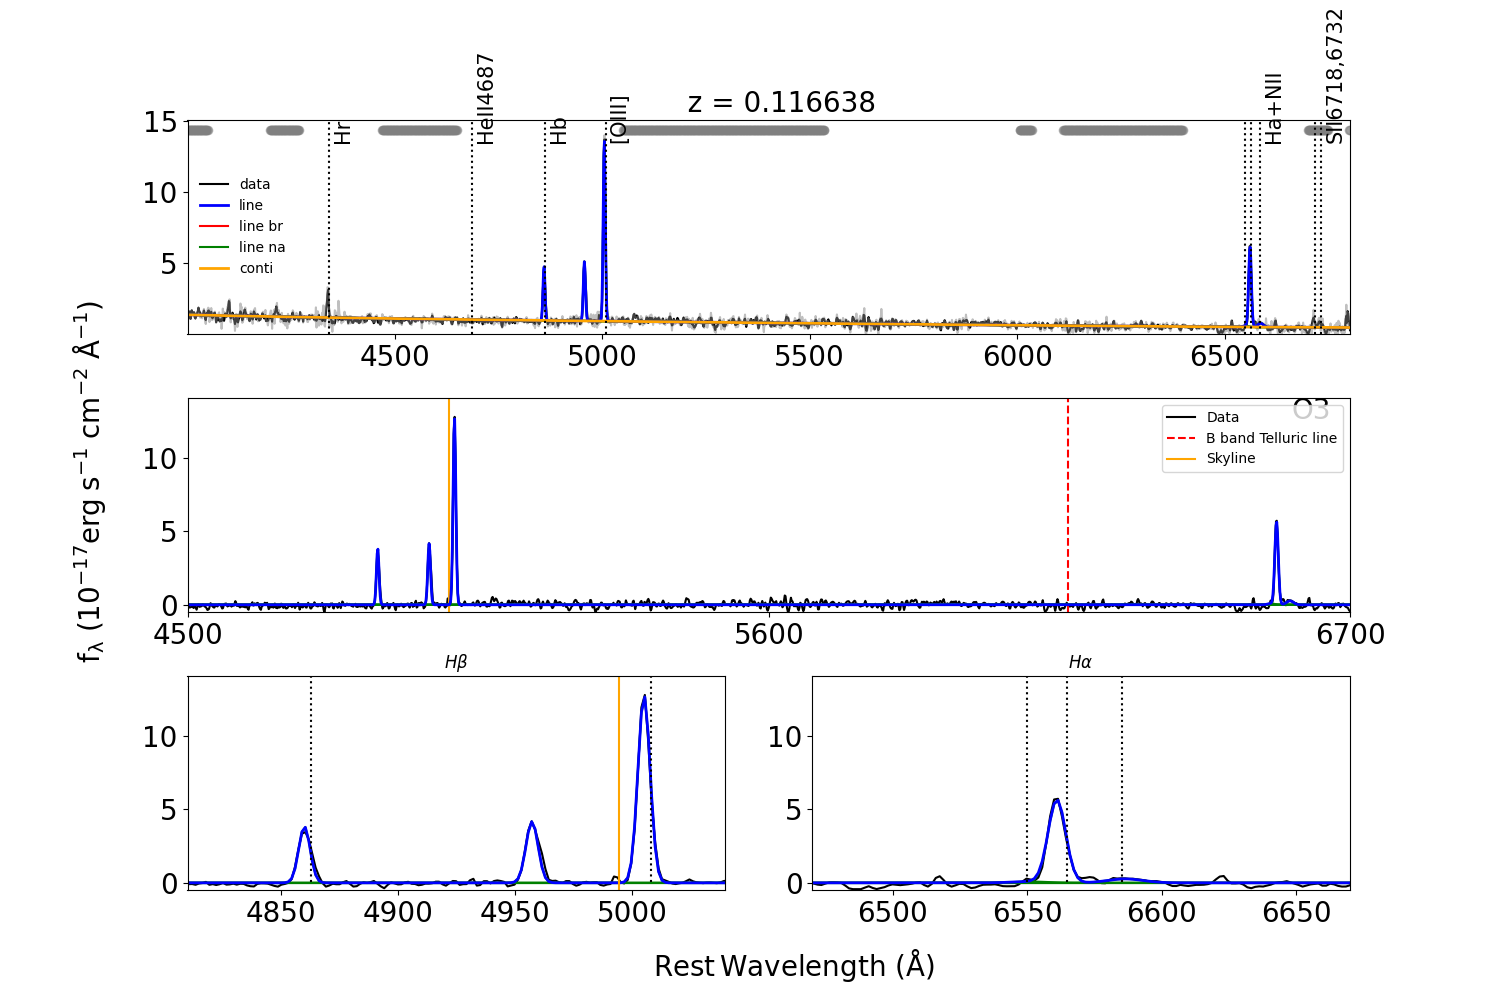 z = 0.116638
Hr
HeII4687
Hb
[OIII]
Ha+NII
SII6718,6732
15
10
5
data
line
line br
line na
conti
4500
5000
5500
6000
6500
fλ (10−17erg s−1 cm−2 Å−1)
10
5
0
O3
Data
B band Telluric line
Skyline
4500
5600
6700
Hβ
10
5
0
4850
4900
4950
5000
Hα
10
5
0
6500
6550
6600
6650
Rest Wavelength (Å)